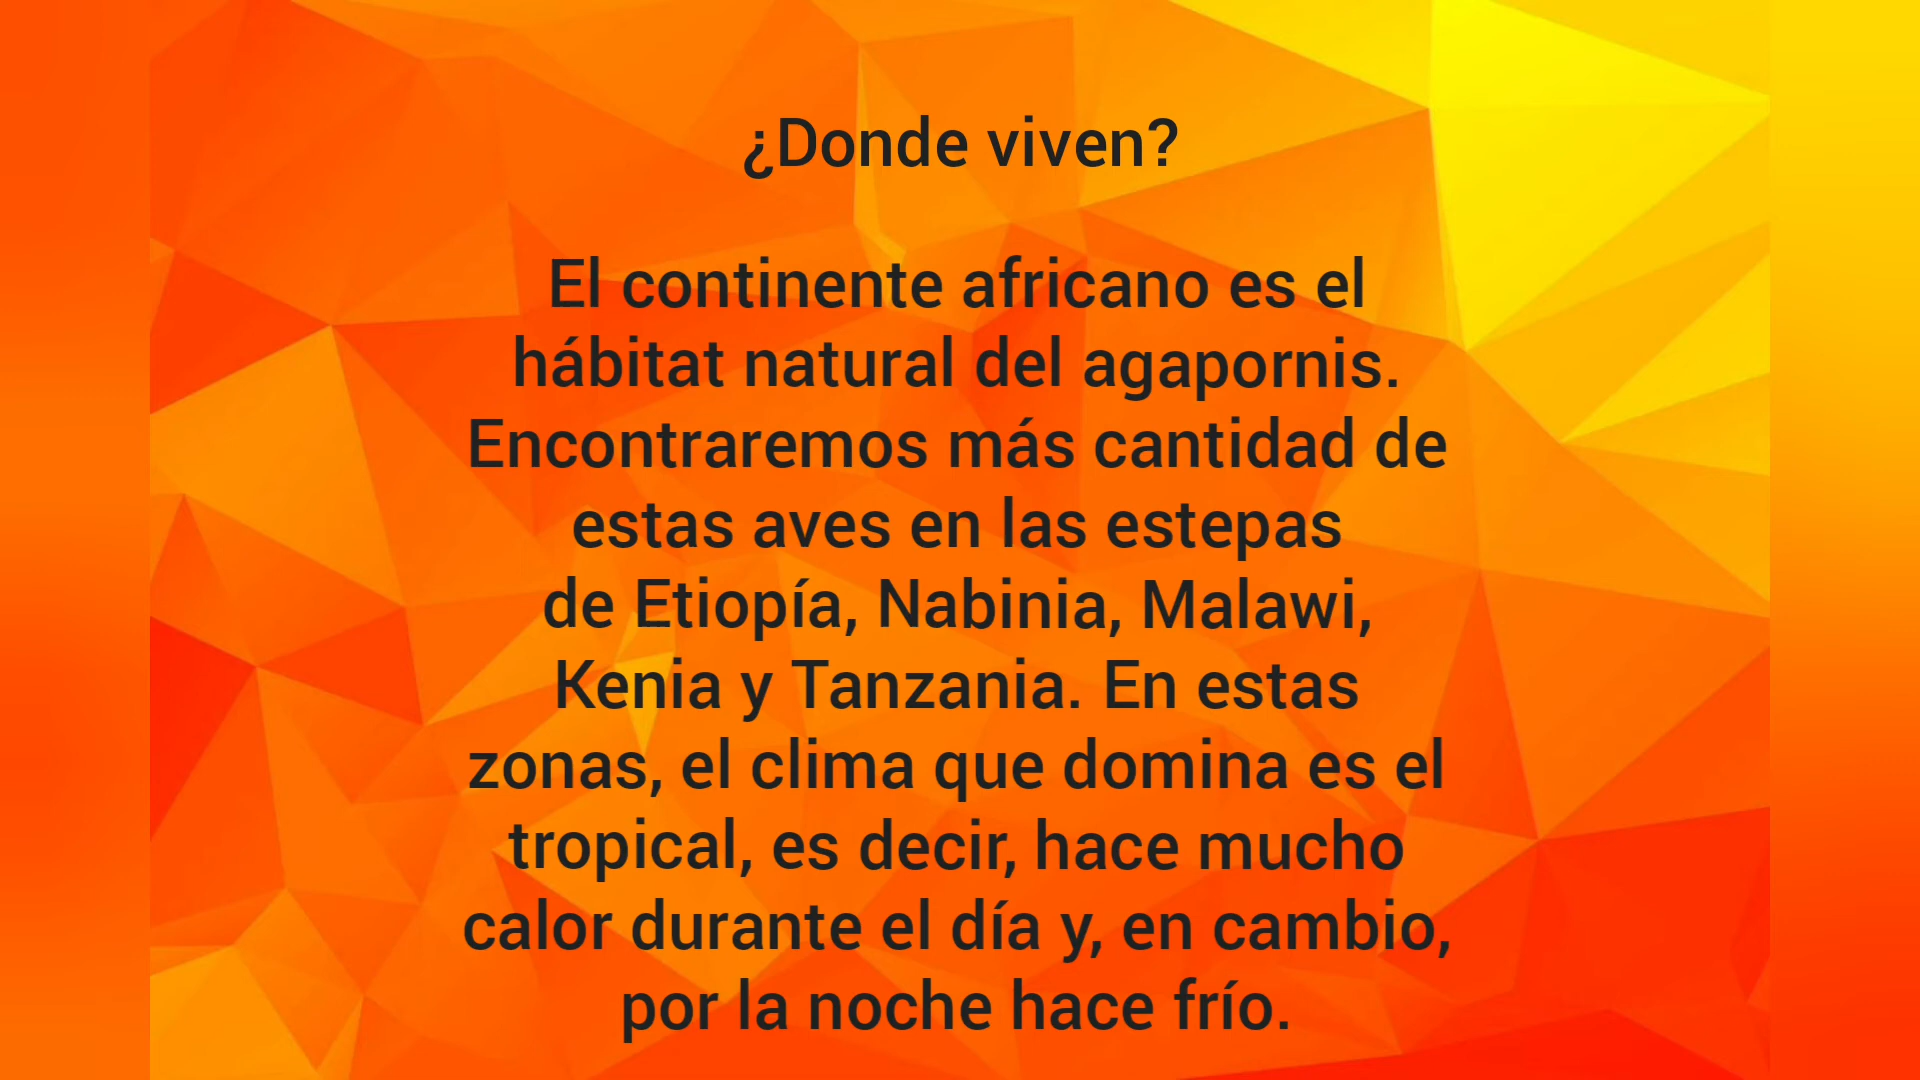 ¿Donde viven?
El continente africano es el
hábitat natural del agapornis.
Encontraremos más cantidad de
estas aves en las estepas
de Etiopía, Nabinia, Malawi,
Kenia y Tanzania. En estas
zonas, el clima que domina es el
tropical, es decir, hace mucho
calor durante el día y, en cambio,
por la noche hace frío.